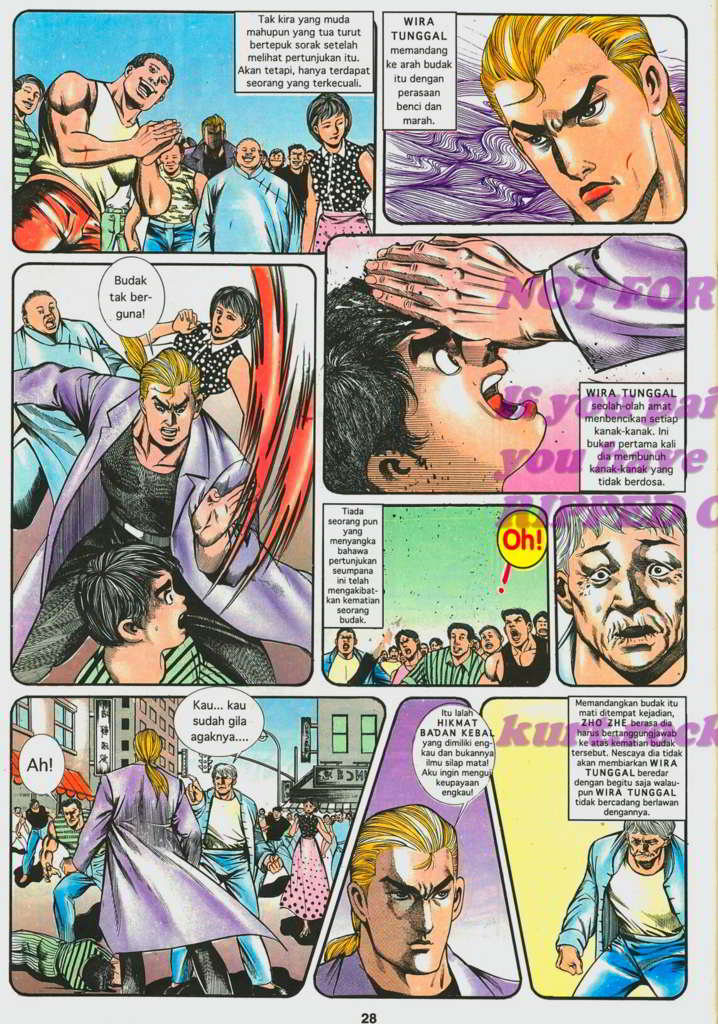 Tak kira yang muda
mahupun yang tua turut
bertepuk sorak setelah
melihat pertunjukan itu.
Akan tetapi, hanya terdapat
seorang yang terkecuali.
WIRA
TUNGGAL
memandang
ke arah budak
itu dengan
perasaan
benci dan
marah.
Budak
tak ber-
guna!
NOT FOR
WIRA TUNGGAL
seolah-olah amat
membencikan setiap
kanak-kanak. Ini
bukan pertama kali
dia membunuh
kanak-kanak yang
tidak berdosa.
If you
you
RIPPED
Tiada
seorang pun
yang
menyangka
bahawa
pertunjukan
seumpana
ini telah
mengakibat-
kan kematian
seorang
budak.
Oh!
Ah!
Kau... kau
sudah gila
agaknya....
Itu lalah
HIKMAT
BADAN KEBAL
yang dimiliki eng-
kau dan bukannya
ilmu silap mata!
Aku ingin mengu
keupayaan
engkau!
Memandangkan budak itu
mati ditempat kejadian,
ZHO ZHE berasa dia
harus bertanggungjawab
ke atas kematian budak
tersebut. Nescaya dia tidak
akan membiarkan WIRA
TUNGGAL beredar
dengan begitu saja walau-
pun WIRA TUNGGAL
tidak bercadang berlawan
dengannya.
28